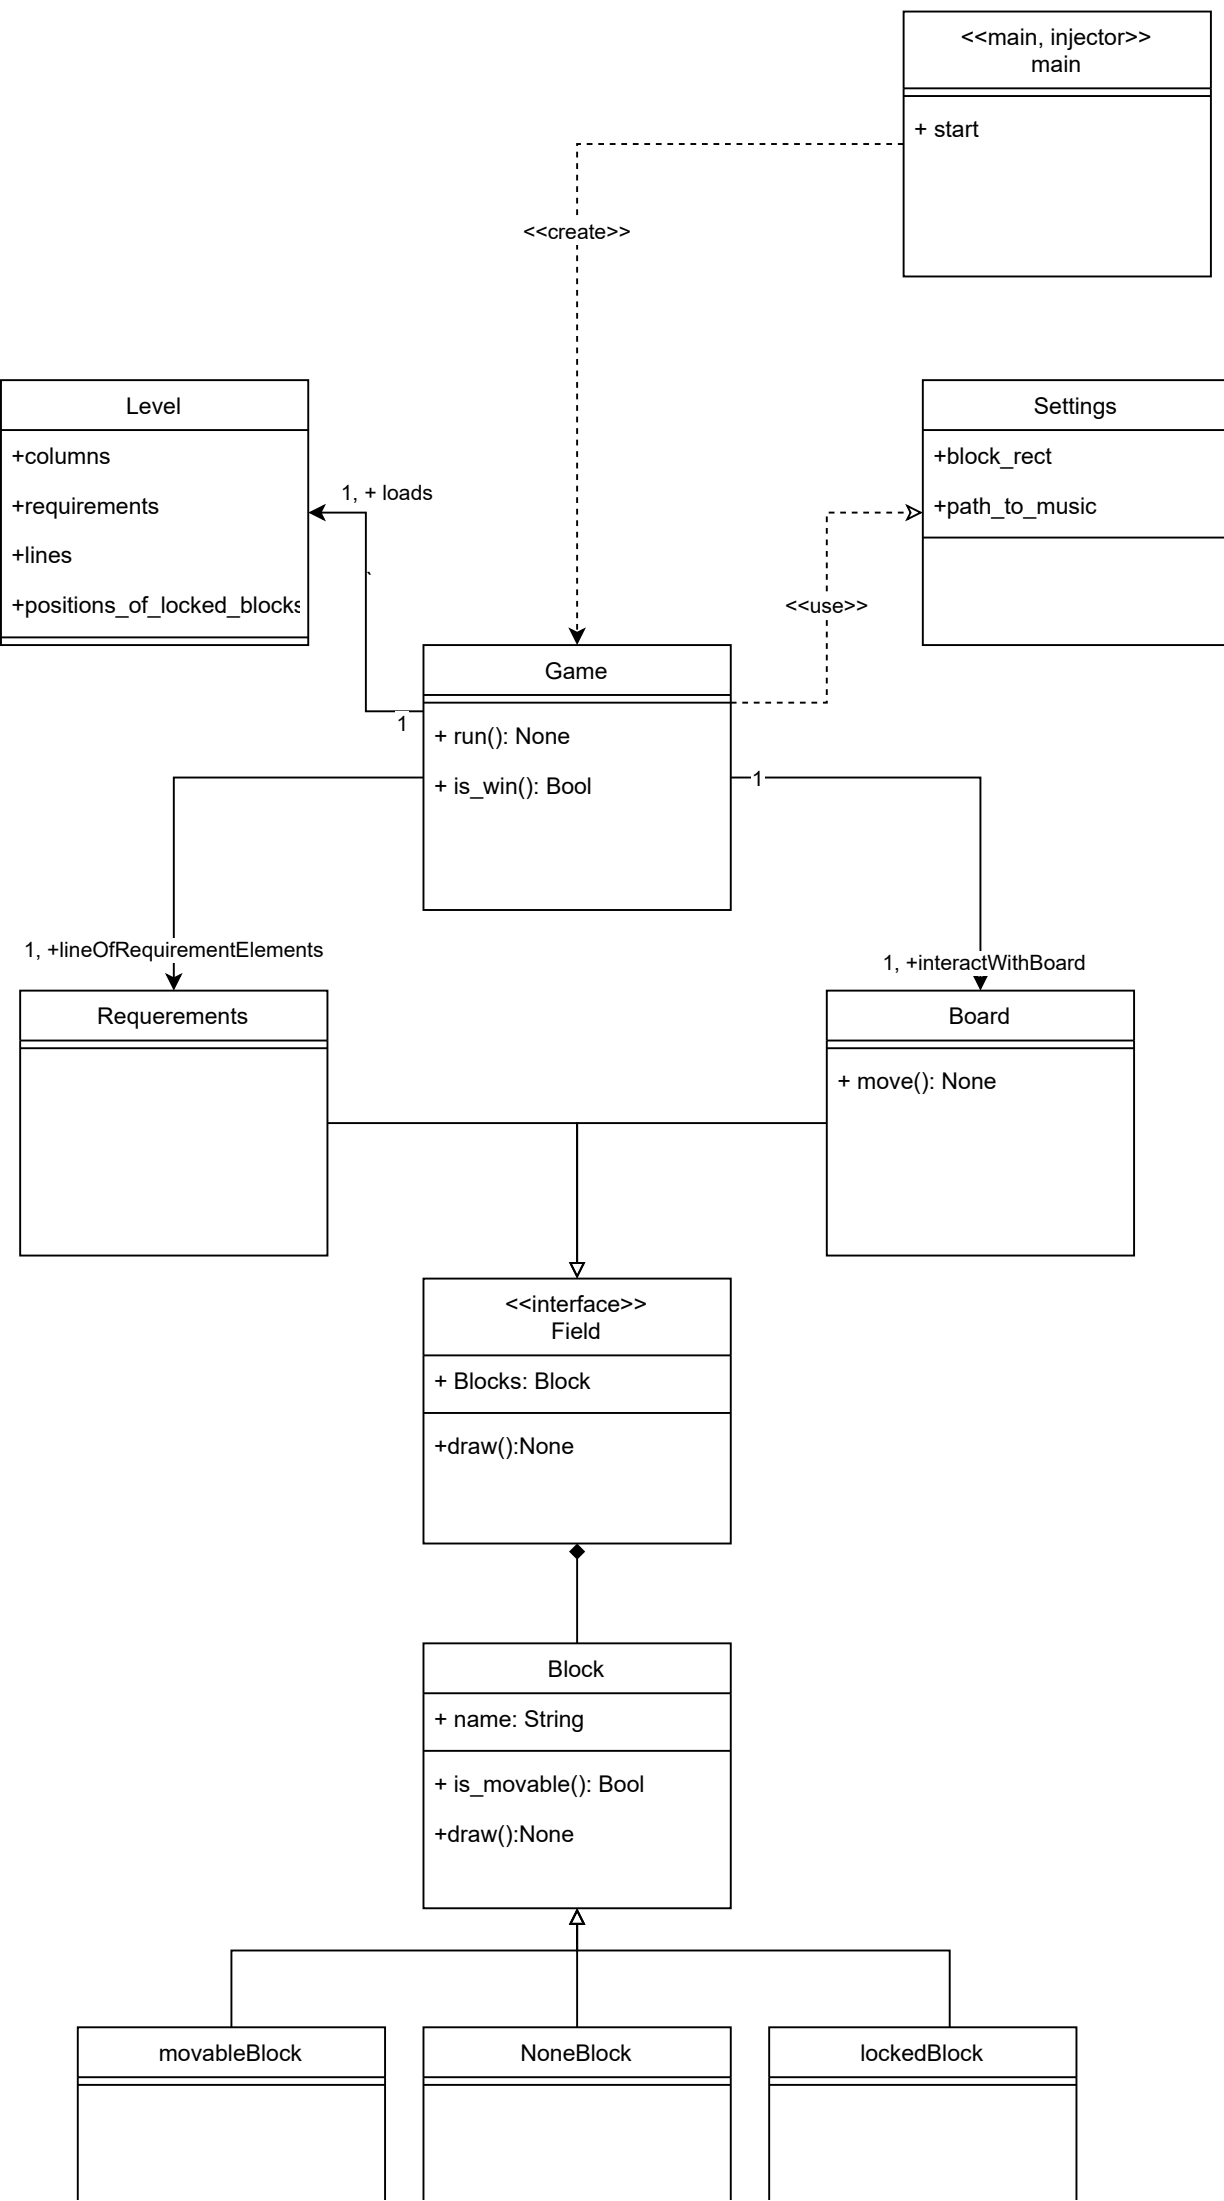 <<main, injector>>
main
+ start
<<create>>
Level
+columns
+requirements
+lines
+positions_of_locked_blocks
Settings
+block_rect
+path_to_music
1, + loads
`
<<use>>
1
Game
+ run(): None
+ is_win(): Bool
1
1, +lineOfRequirementElements
1, +interactWithBoard
Requerements
Board
+ move(): None
<<interface>>
Field
+ Blocks: Block
+draw():None
Block
+ name: String
+ is_movable(): Bool
+draw():None
movableBlock
NoneBlock
lockedBlock